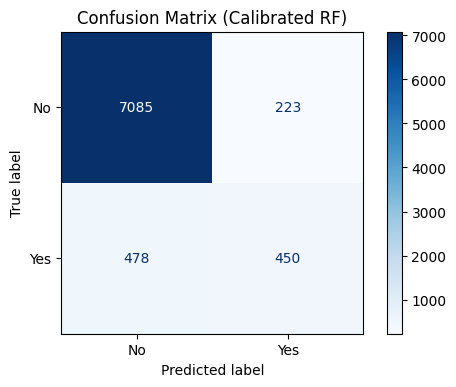 Confusion Matrix (Calibrated RF)
True label
No
7085
223
Yes
478
450
No
Yes
Predicted label
7000
6000
5000
4000
3000
2000
1000